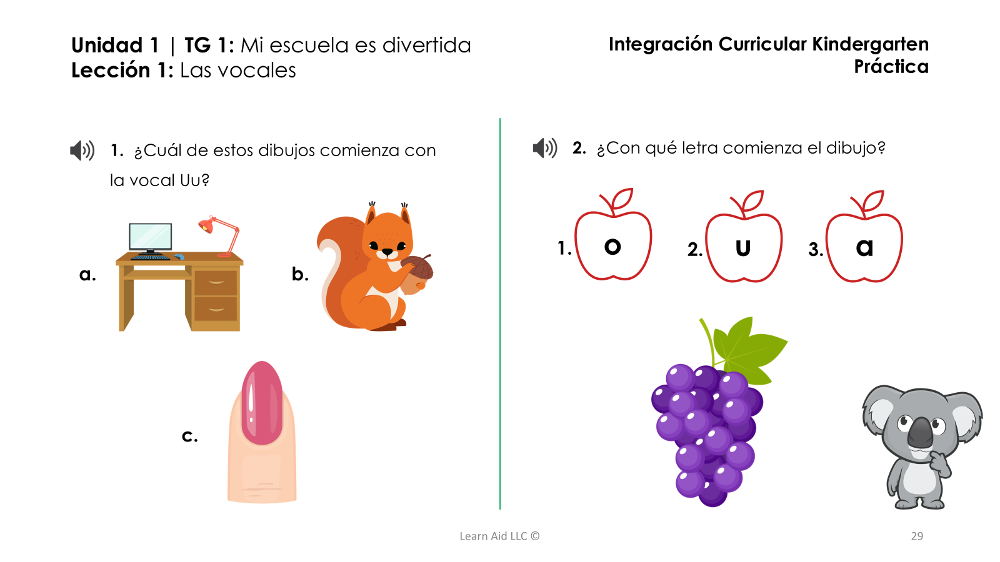 Unidad 1 | TG 1: Mi escuela es divertida
Lección 1: Las vocales
Integración Curricular Kindergarten
Práctica
1. ¿Cuál de estos dibujos comienza con
la vocal Uu?
a.
b.
c.
2. ¿Con qué letra comienza el dibujo?
1. o
2. u
3. a
Learn Aid LLC ©
29